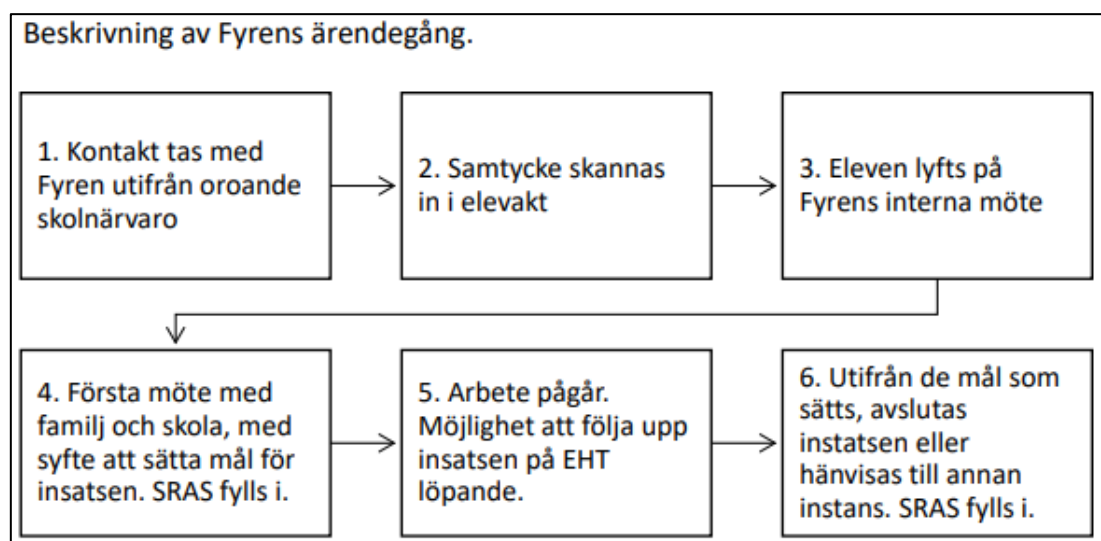 Beskrivning av Fyrens ärendegång.
1. Kontakt tas med
Fyren utifrån oroande
skolnärvaro
2. Samtycke skannas
in i elevakt
3. Eleven lyfts på
Fyrens interna möte
4. Första möte med
familj och skola, med
syfte att sätta mål för
insatsen. SRAS fylls i.
5. Arbete pågår.
Möjlighet att följa upp
insatsen på EHT
löpande.
6. Utifrån de mål som
sätts, avslutas
instatsen eller
hänvisas till annan
instans. SRAS fylls i.